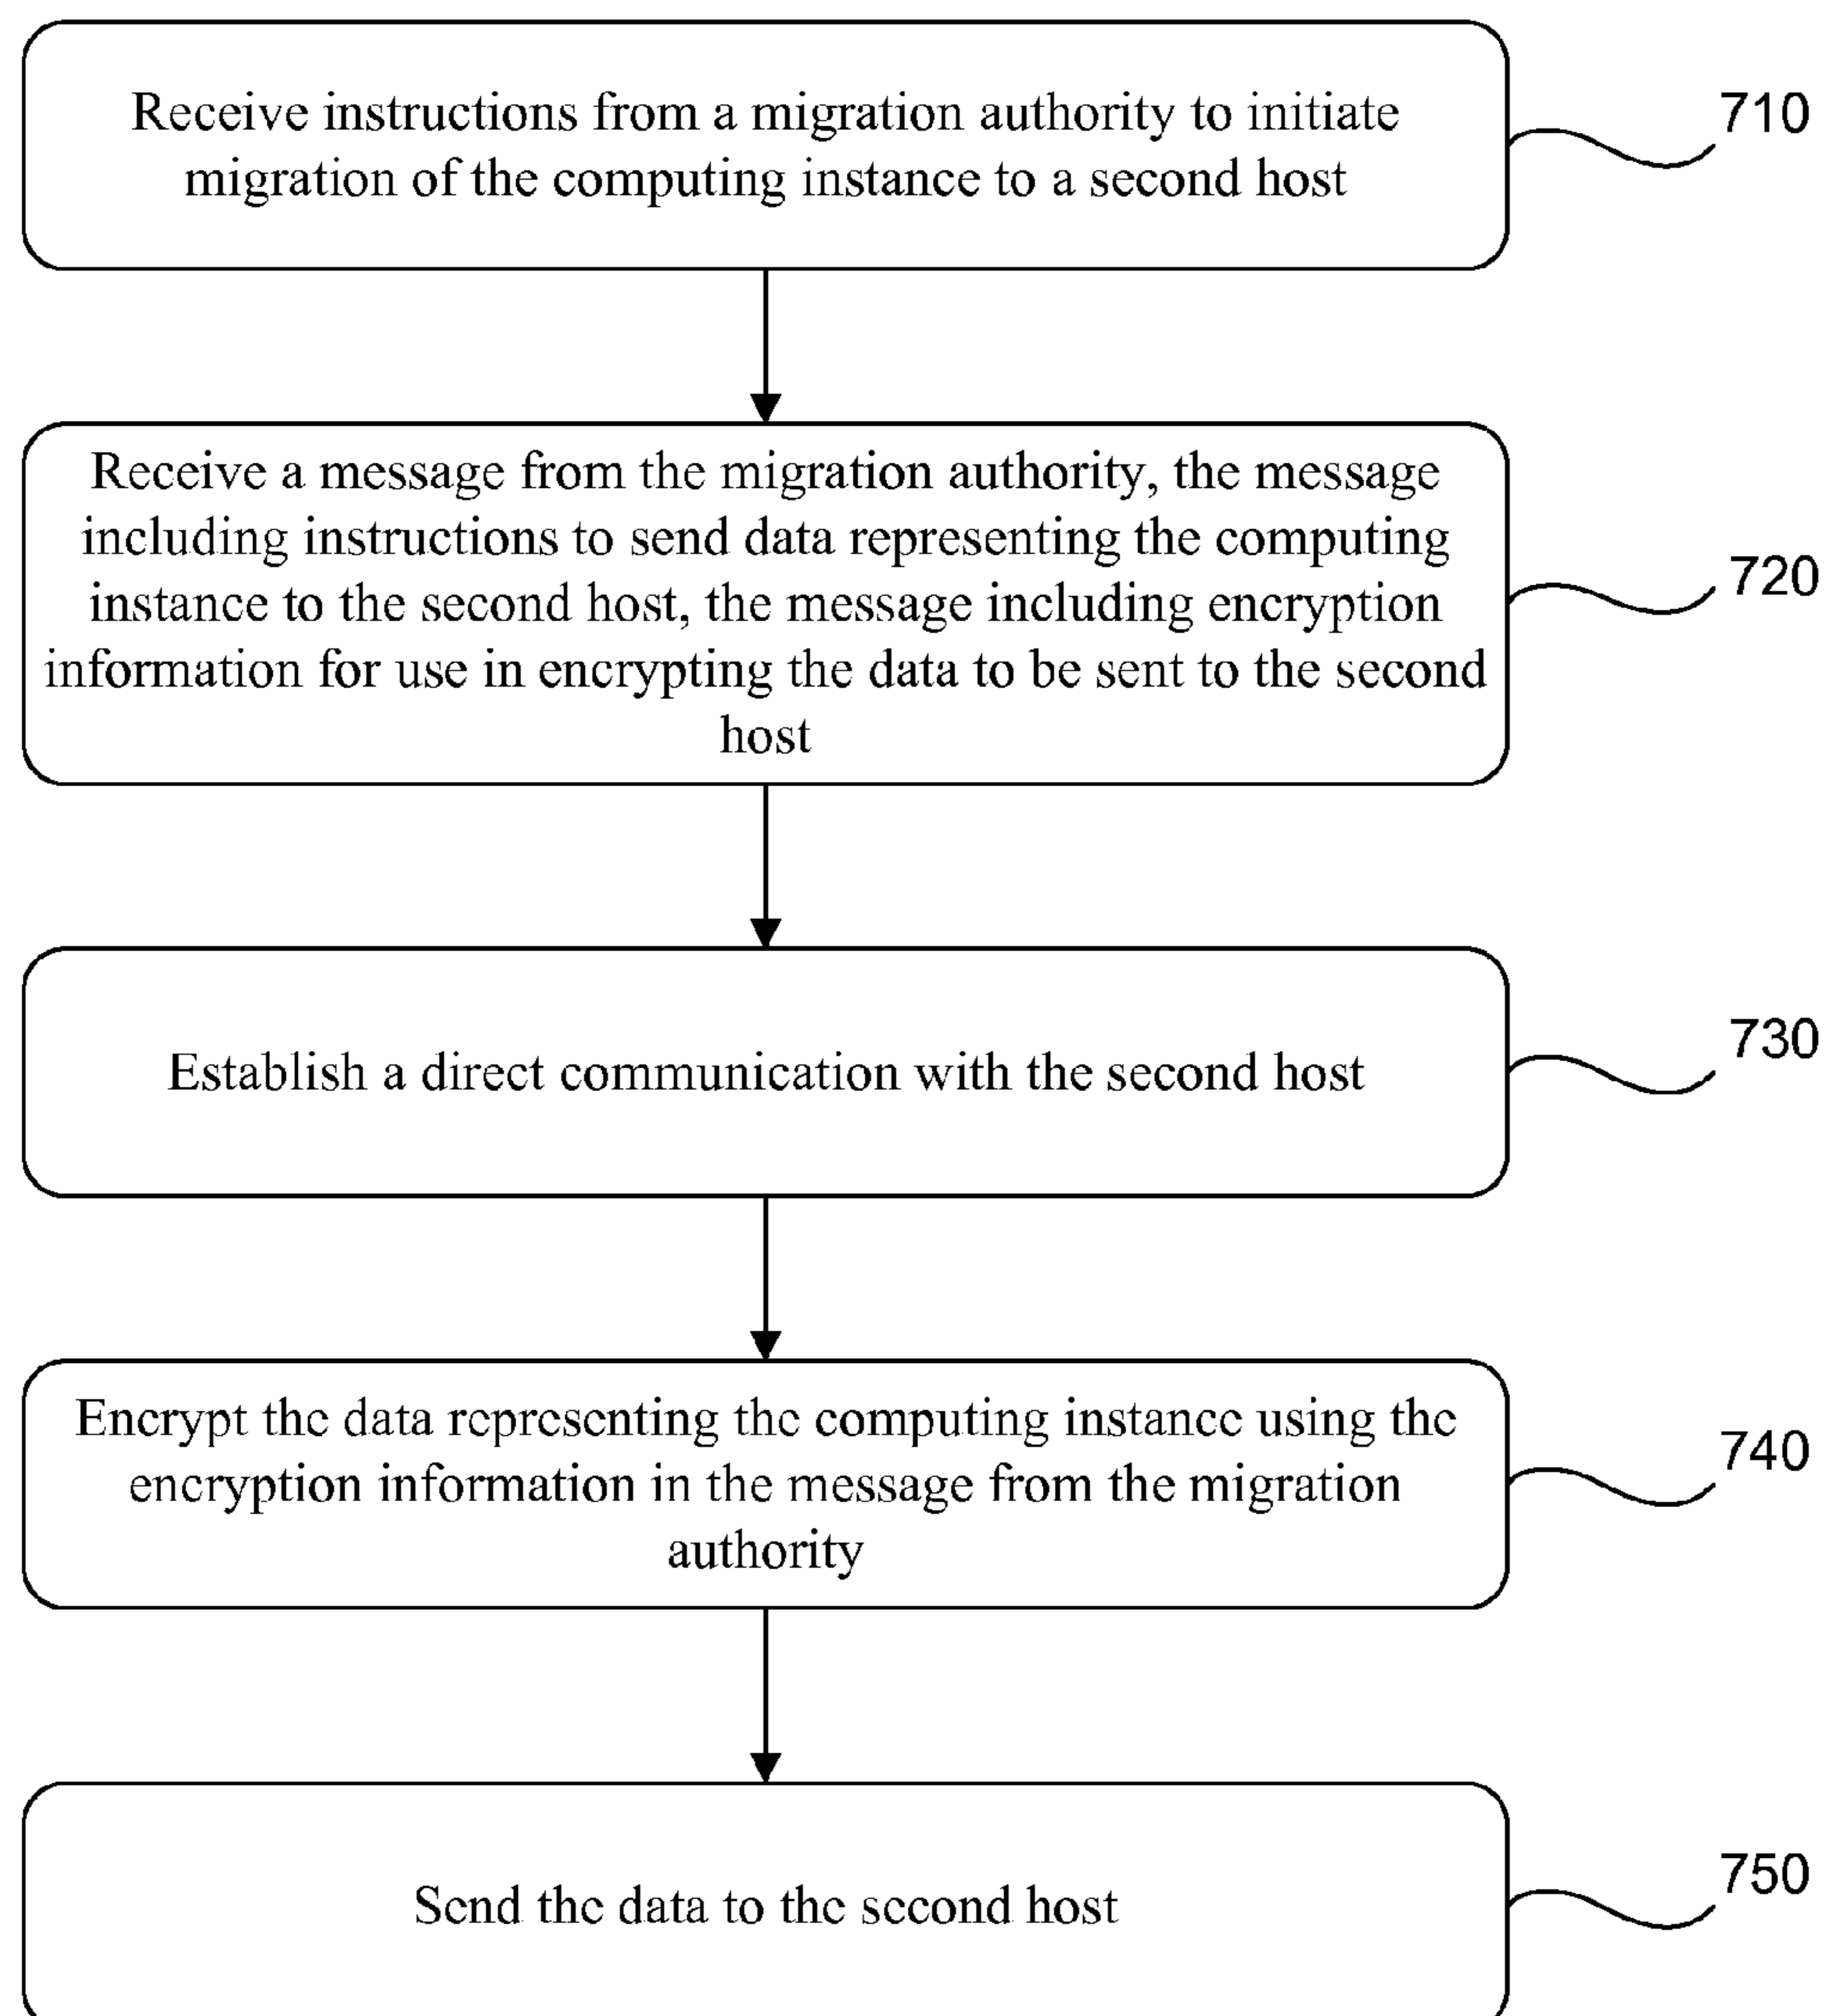 Receive instructions from a migration authority to initiate
migration of the computing instance to a second host
710
Receive a message from the migration authority, the message
including instructions to send data representing the computing
instance to the second host, the message including encryption
information for use in encrypting the data to be sent to the second
host
720
Establish a direct communication with the second host
730
Encrypt the data representing the computing instance using the
encryption information in the message from the migration
authority
740
Send the data to the second host
750